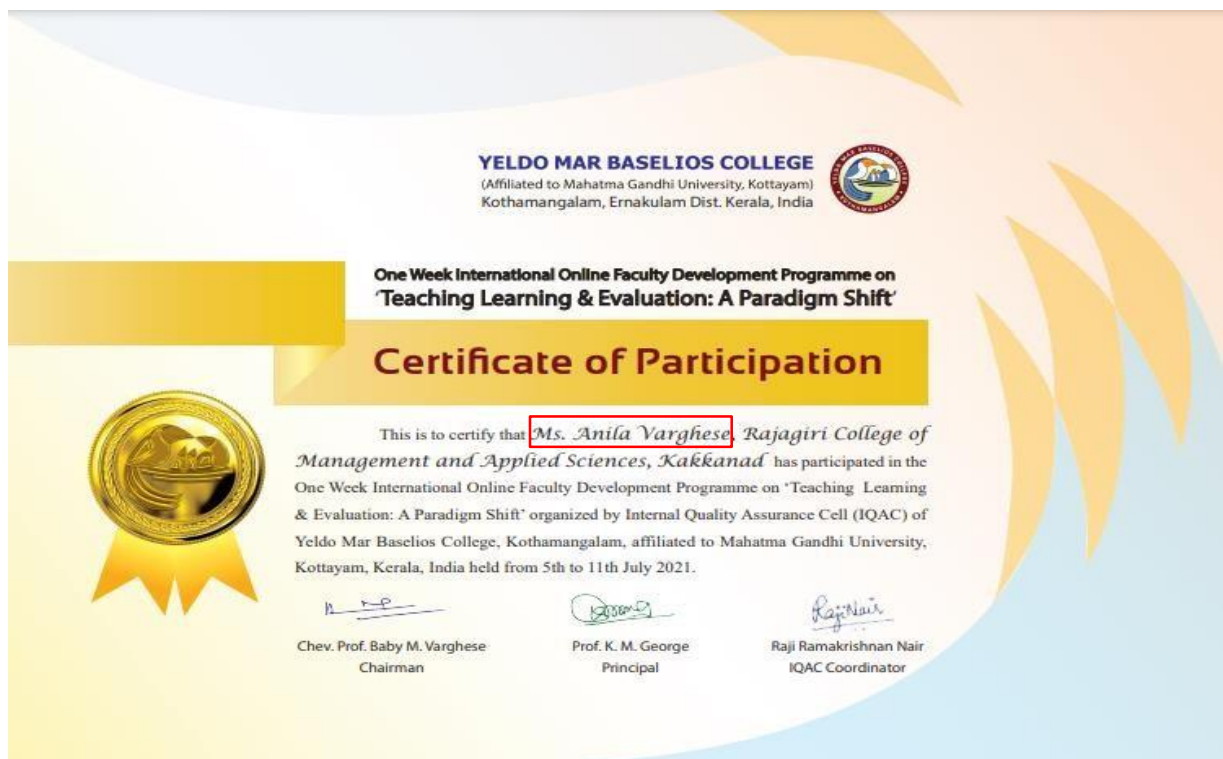 YELDO MAR BASELIOS COLLEGE
(Affiliated to Mahatma Gandhi University, Kottayam)
Kothamangalam, Ernakulam Dist. Kerala, India
YELDO MAR BASELIOS COLLEGE
KOTHAMANGALAM
One Week International Online Faculty Development Programme on
'Teaching Learning & Evaluation: A Paradigm Shift'
Certificate of Participation
This is to certify that Ms. Anila Varghese, Rajagiri College of
Management and Applied Sciences, Kakkanad has participated in the
One Week International Online Faculty Development Programme on 'Teaching Learning
& Evaluation: A Paradigm Shift' organized by Internal Quality Assurance Cell (IQAC) of
Yeldo Mar Baselios College, Kothamangalam, affiliated to Mahatma Gandhi University,
Kottayam, Kerala, India held from 5th to 11th July 2021.
RajiNair
Chev. Prof. Baby M. Varghese
Chairman
Prof. K. M. George
Principal
Raji Ramakrishnan Nair
IQAC Coordinator